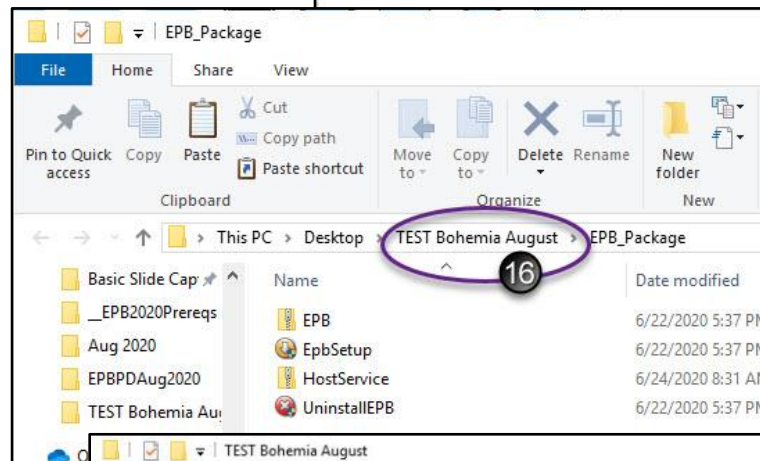 EPB_Package
File Home Share View
Pin to Quick access
Copy
Paste
Cut
Copy path
Paste shortcut
Move to
Copy to
Delete
Rename
New folder
Clipboard Organize New
This PC Desktop TEST Bohemia August EPB_Package
16
Basic Slide Cap Name Date modified
__EPB2020Prereqs EPB 6/22/2020 5:37 PM
Aug 2020 EpbSetup 6/22/2020 5:37 PM
EPBPDAug2020 HostService 6/24/2020 8:31 AM
TEST Bohemia Au UninstallEPB 6/22/2020 5:37 PM
TEST Bohemia August